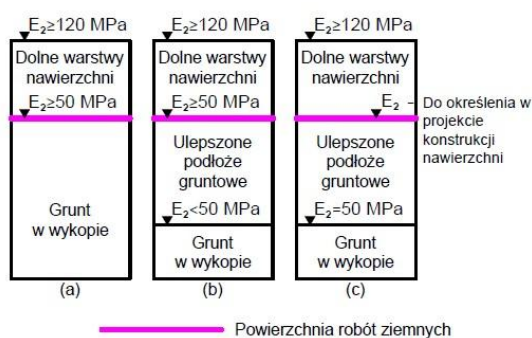 E₂≥120 MPa
Dolne warstwy
nawierzchni
E₂≥50 MPa
Grunt
w wykopie
(a)
E₂≥120 MPa
Dolne warstwy
nawierzchni
E₂≥50 MPa
Ulepszone
podłoże
gruntowe
E₂<50 MPa
Grunt
w wykopie
(b)
E₂≥120 MPa
Dolne warstwy
nawierzchni
E₂ -
Do określenia w
projekcie
konstrukcji
nawierzchni
Ulepszone
podłoże
gruntowe
E₂=50 MPa
Grunt
w wykopie
(c)
Powierzchnia robót ziemnych